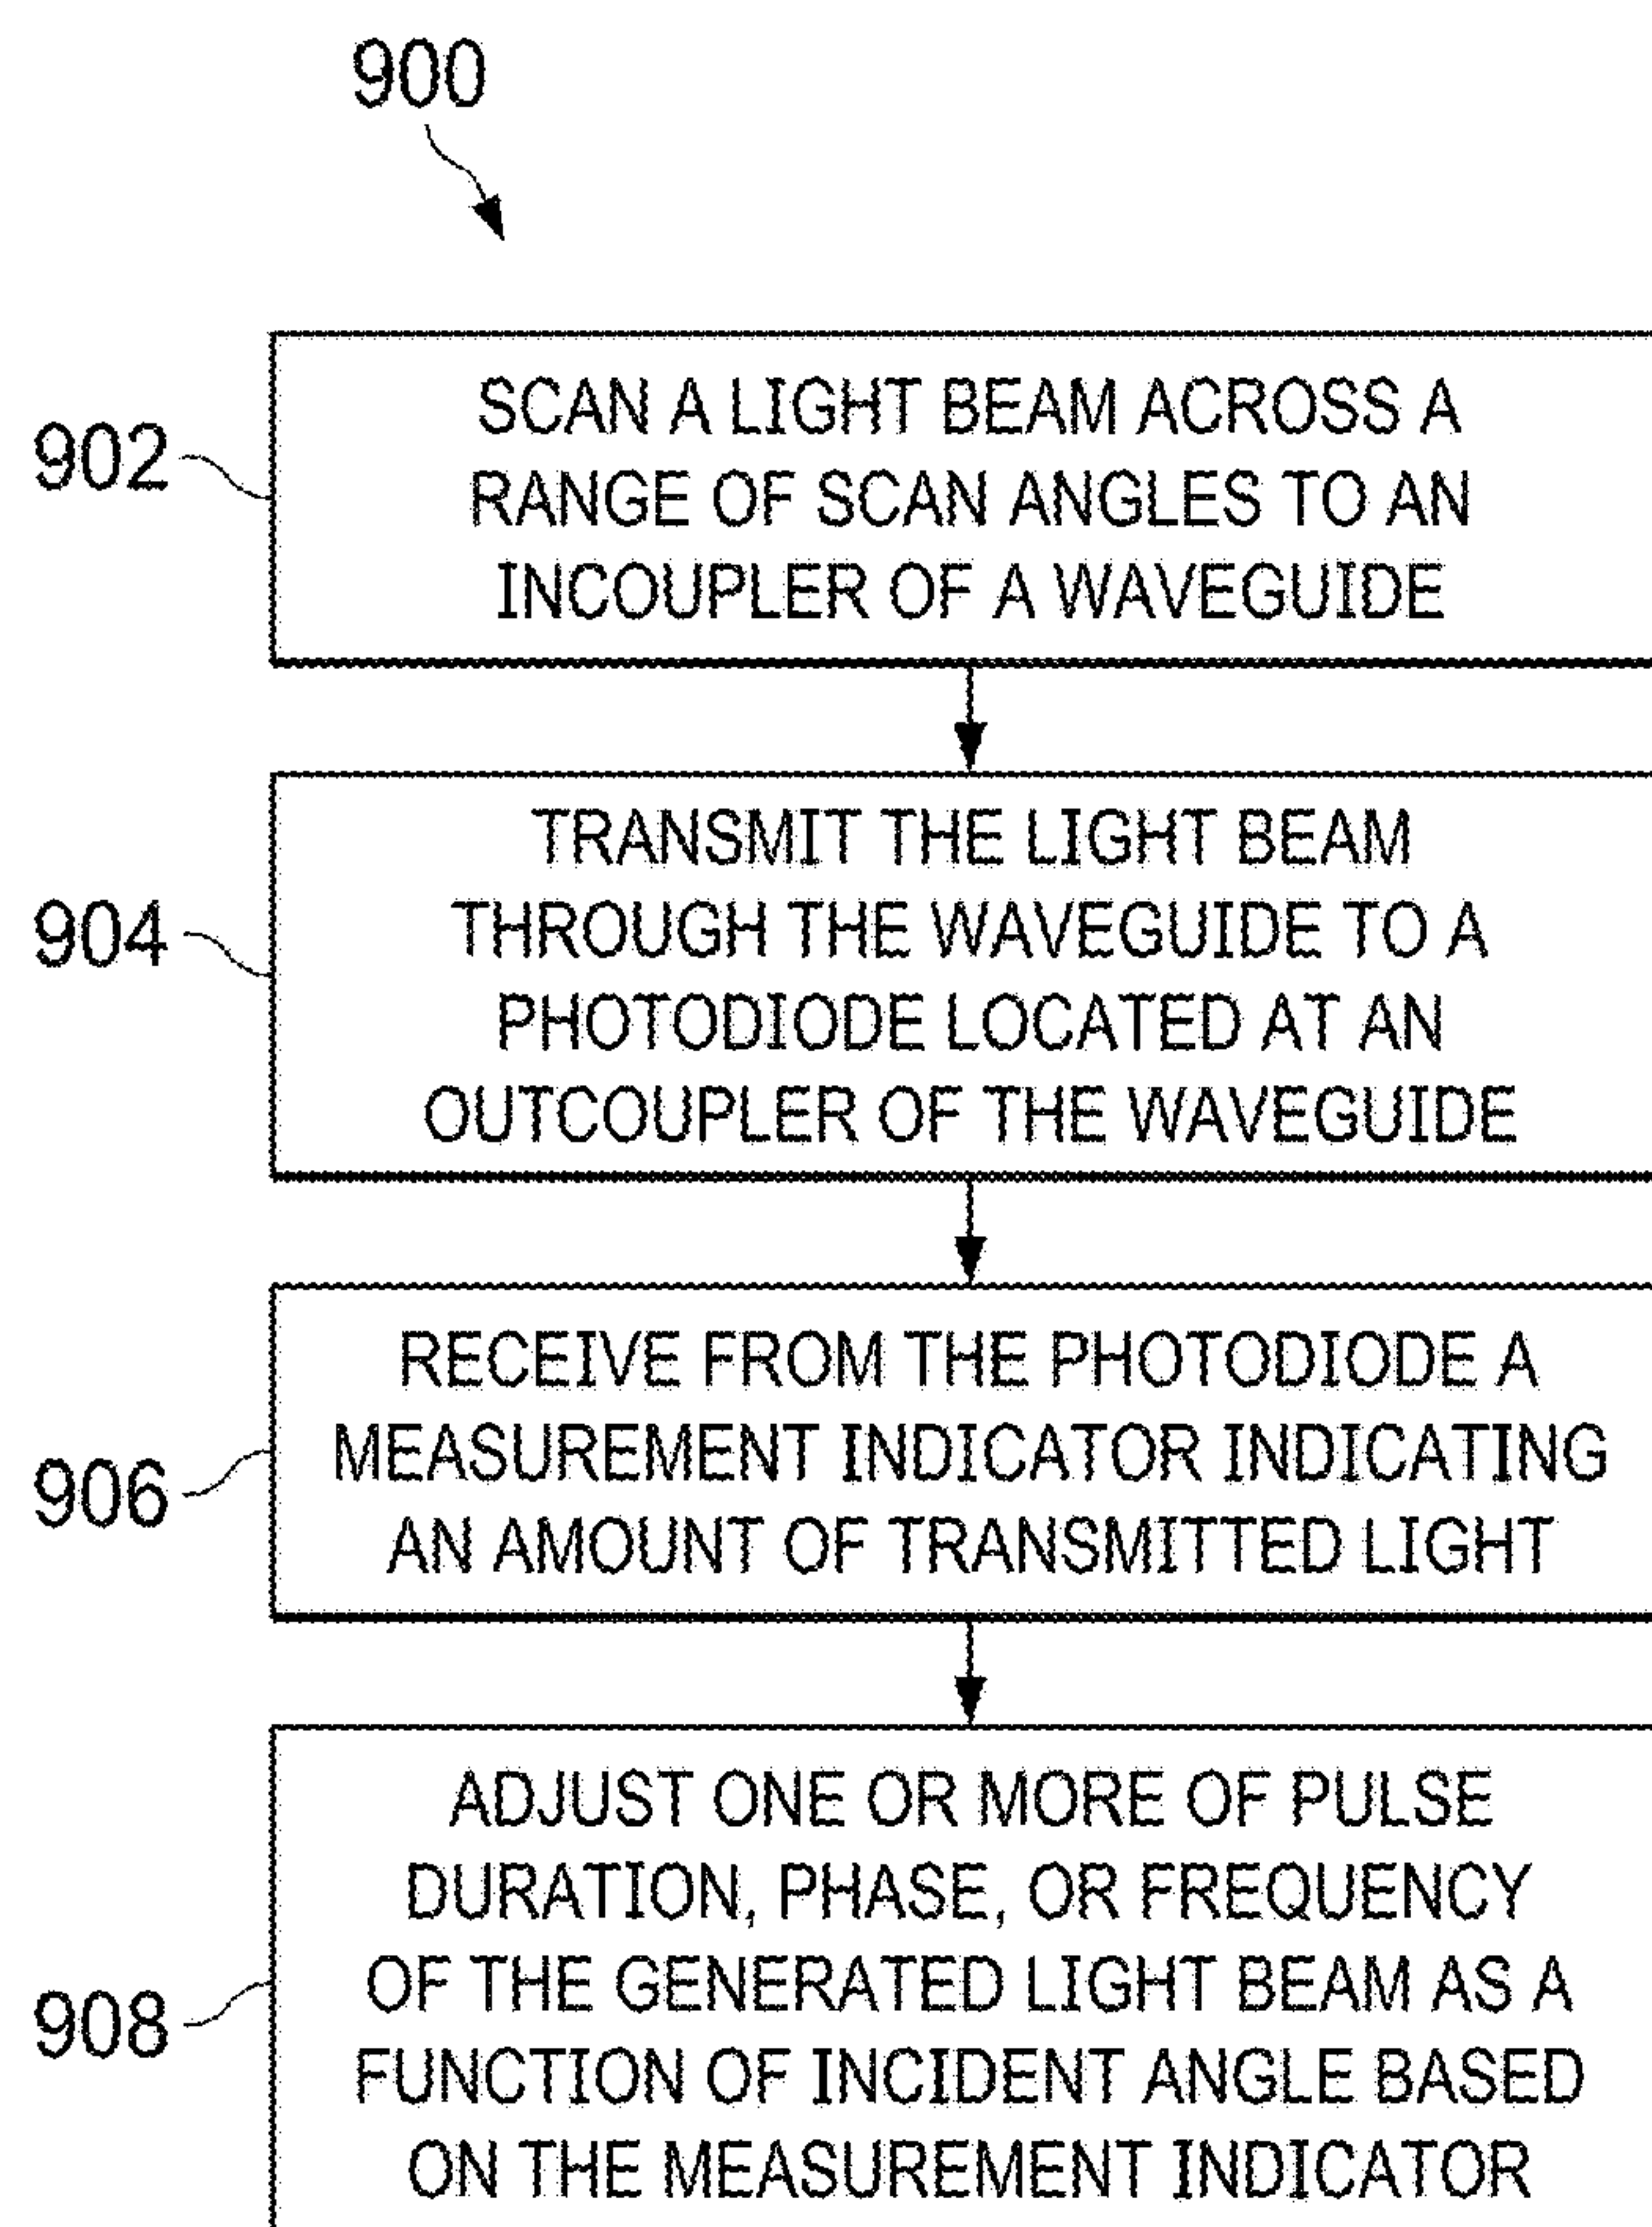 900
902
SCAN A LIGHT BEAM ACROSS A
RANGE OF SCAN ANGLES TO AN
INCOUPLER OF A WAVEGUIDE
904
TRANSMIT THE LIGHT BEAM
THROUGH THE WAVEGUIDE TO A
PHOTODIODE LOCATED AT AN
OUTCOUPLER OF THE WAVEGUIDE
906
RECEIVE FROM THE PHOTODIODE A
MEASUREMENT INDICATOR INDICATING
AN AMOUNT OF TRANSMITTED LIGHT
908
ADJUST ONE OR MORE OF PULSE
DURATION, PHASE, OR FREQUENCY
OF THE GENERATED LIGHT BEAM AS A
FUNCTION OF INCIDENT ANGLE BASED
ON THE MEASUREMENT INDICATOR